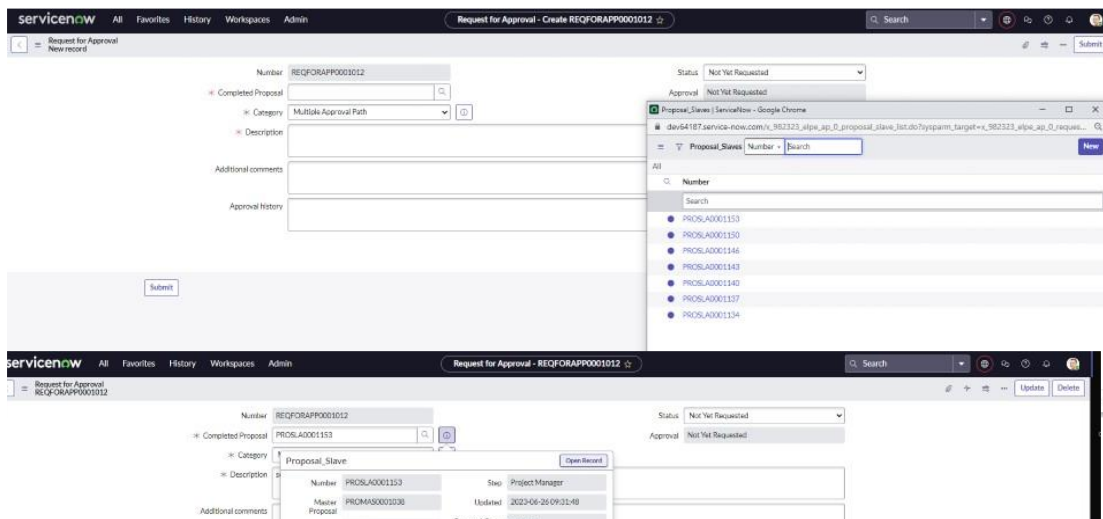 servicenow All Favorites History Workspaces Admin Request for Approval - Create REQFORAPP0001012 ☆ Search
Request for Approval
New record
Submit
Number REQFORAPP0001012 Status Not Yet Requested
* Completed Proposal Approval Not Yet Requested
* Category Multiple Approval Path
* Description
Additional comments
Approval history
Submit
Proposal_Slaves | ServiceNow - Google Chrome
dev64187.service-now.com/x_982323_elpe_ap_0_proposal_slave_list.do?sysparm_target=x_982323_elpe_ap_0_reques...
Proposal_Slaves Number Search New
All
Number
Search
PROSLA0001153
PROSLA0001150
PROSLA0001146
PROSLA0001143
PROSLA0001140
PROSLA0001137
PROSLA0001134
servicenow All Favorites History Workspaces Admin Request for Approval - REQFORAPP0001012 ☆ Search
Request for Approval
REQFORAPP0001012
Update Delete
Number REQFORAPP0001012 Status Not Yet Requested
* Completed Proposal PROSLA0001153 Approval Not Yet Requested
* Category
* Description
Additional comments
Proposal_Slave Open Record
Number PROSLA0001153 Step Project Manager
Master Proposal PROMAS0001038 Updated 2023-06-26 09:31:48